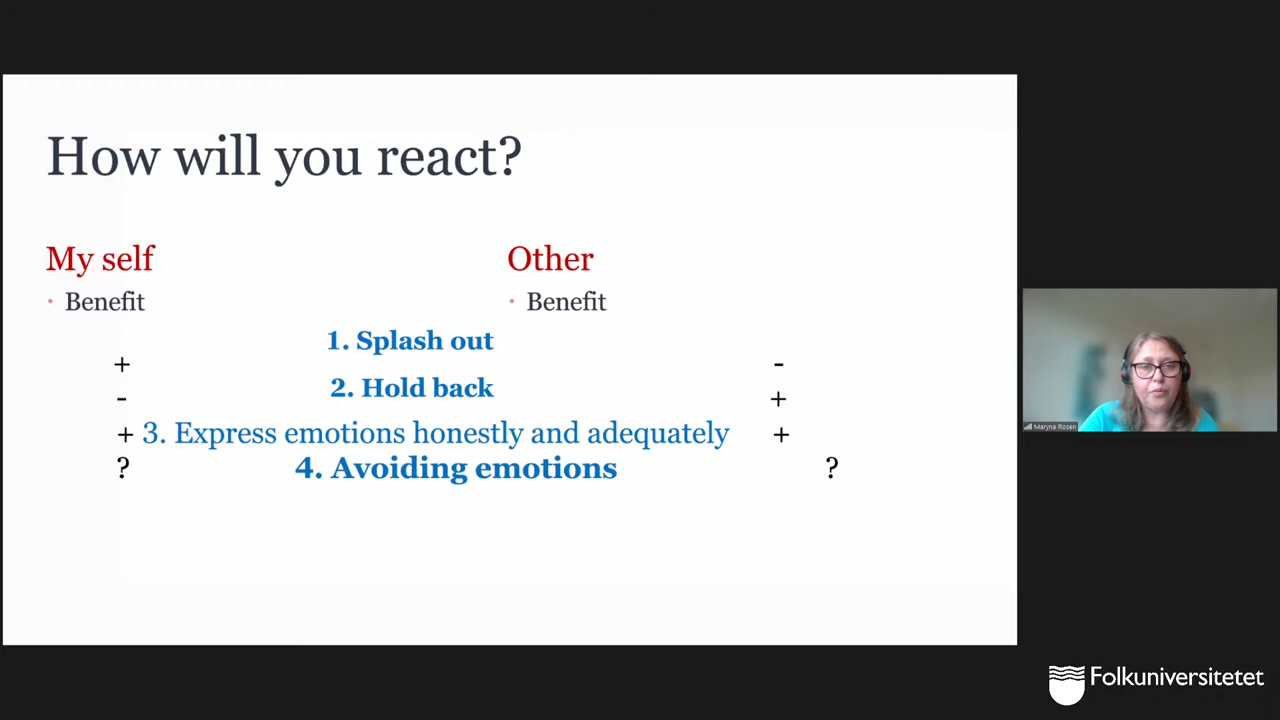 How will you react?
My self Other
· Benefit · Benefit
1. Splash out
+ -
2. Hold back
- +
+ 3. Express emotions honestly and adequately +
? 4. Avoiding emotions ?
Maryna Rosen
Folkuniversitetet